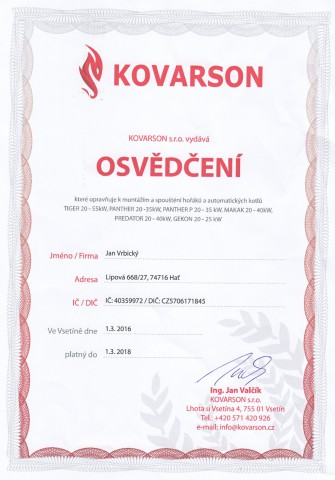 KOVARSON
KOVARSON s.r.o. vydává
OSVĚDČENÍ
které opravňuje k montážím a spouštění hořáků a automatických kotlů
TIGER 20 - 55kW, PANTHER 20 -35kW, PANTHER P 20 - 35 kW, MAKAK 20 - 40kW,
PREDATOR 20 - 40kW, GEKON 20 - 25 kW
Jméno / Firma Jan Vrbický
Adresa Lipová 668/27, 74716 Hať
IČ / DIČ IČ: 40359972 / DIČ: CZ5706171845
Ve Vsetíně dne 1.3. 2016
platný do 1.3. 2018
Ing. Jan Valčík
KOVARSON s.r.o.
Lhota u Vsetína 4, 755 01 Vsetín
Tel.: +420 571 420 926
e-mail: info@kovarson.cz